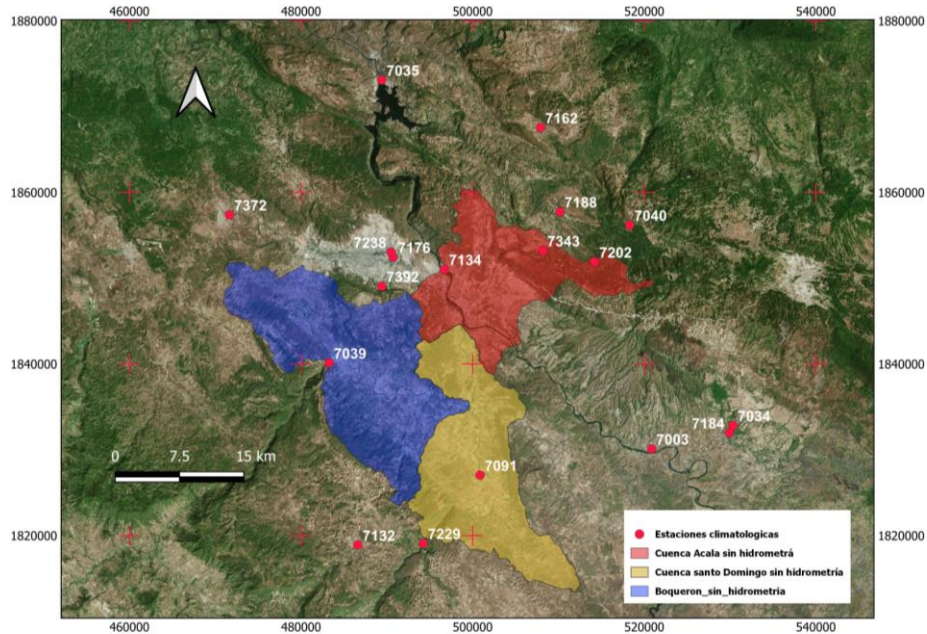 460000 480000 500000 520000 540000
1880000 1880000
7035
7162
1860000 1860000
7372
7188
7040
7238 7176
7343
7202
7134
7392
1840000 1840000
7039
7184 7034
7003
0 7.5 15 km
7091
1820000 1820000
7132
7229
Estaciones climatologicas
Cuenca Acala sin hidrometrá
Cuenca santo Domingo sin hidrometría
Boqueron_sin_hidrometria
460000 480000 500000 520000 540000